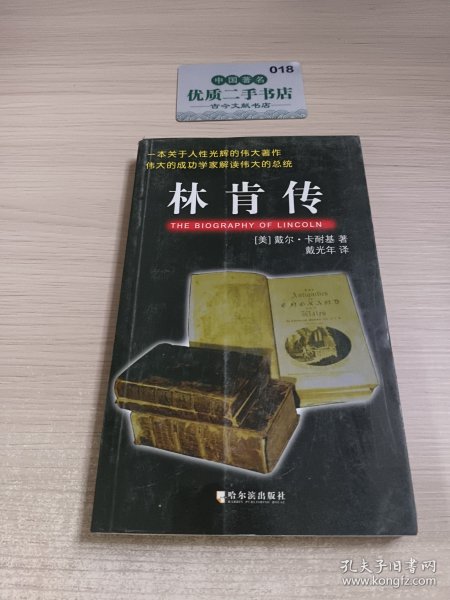 018
中国著名
优质二手书店
古今文献书店
一本关于人性光辉的伟大著作
伟大的成功学家解读伟大的总统
林肯传
THE BIOGRAPHY OF LINCOLN
[美] 戴尔·卡耐基 著
戴光年 译
Antiquities
哈尔滨出版社
孔夫子旧书网
www.kongfz.com